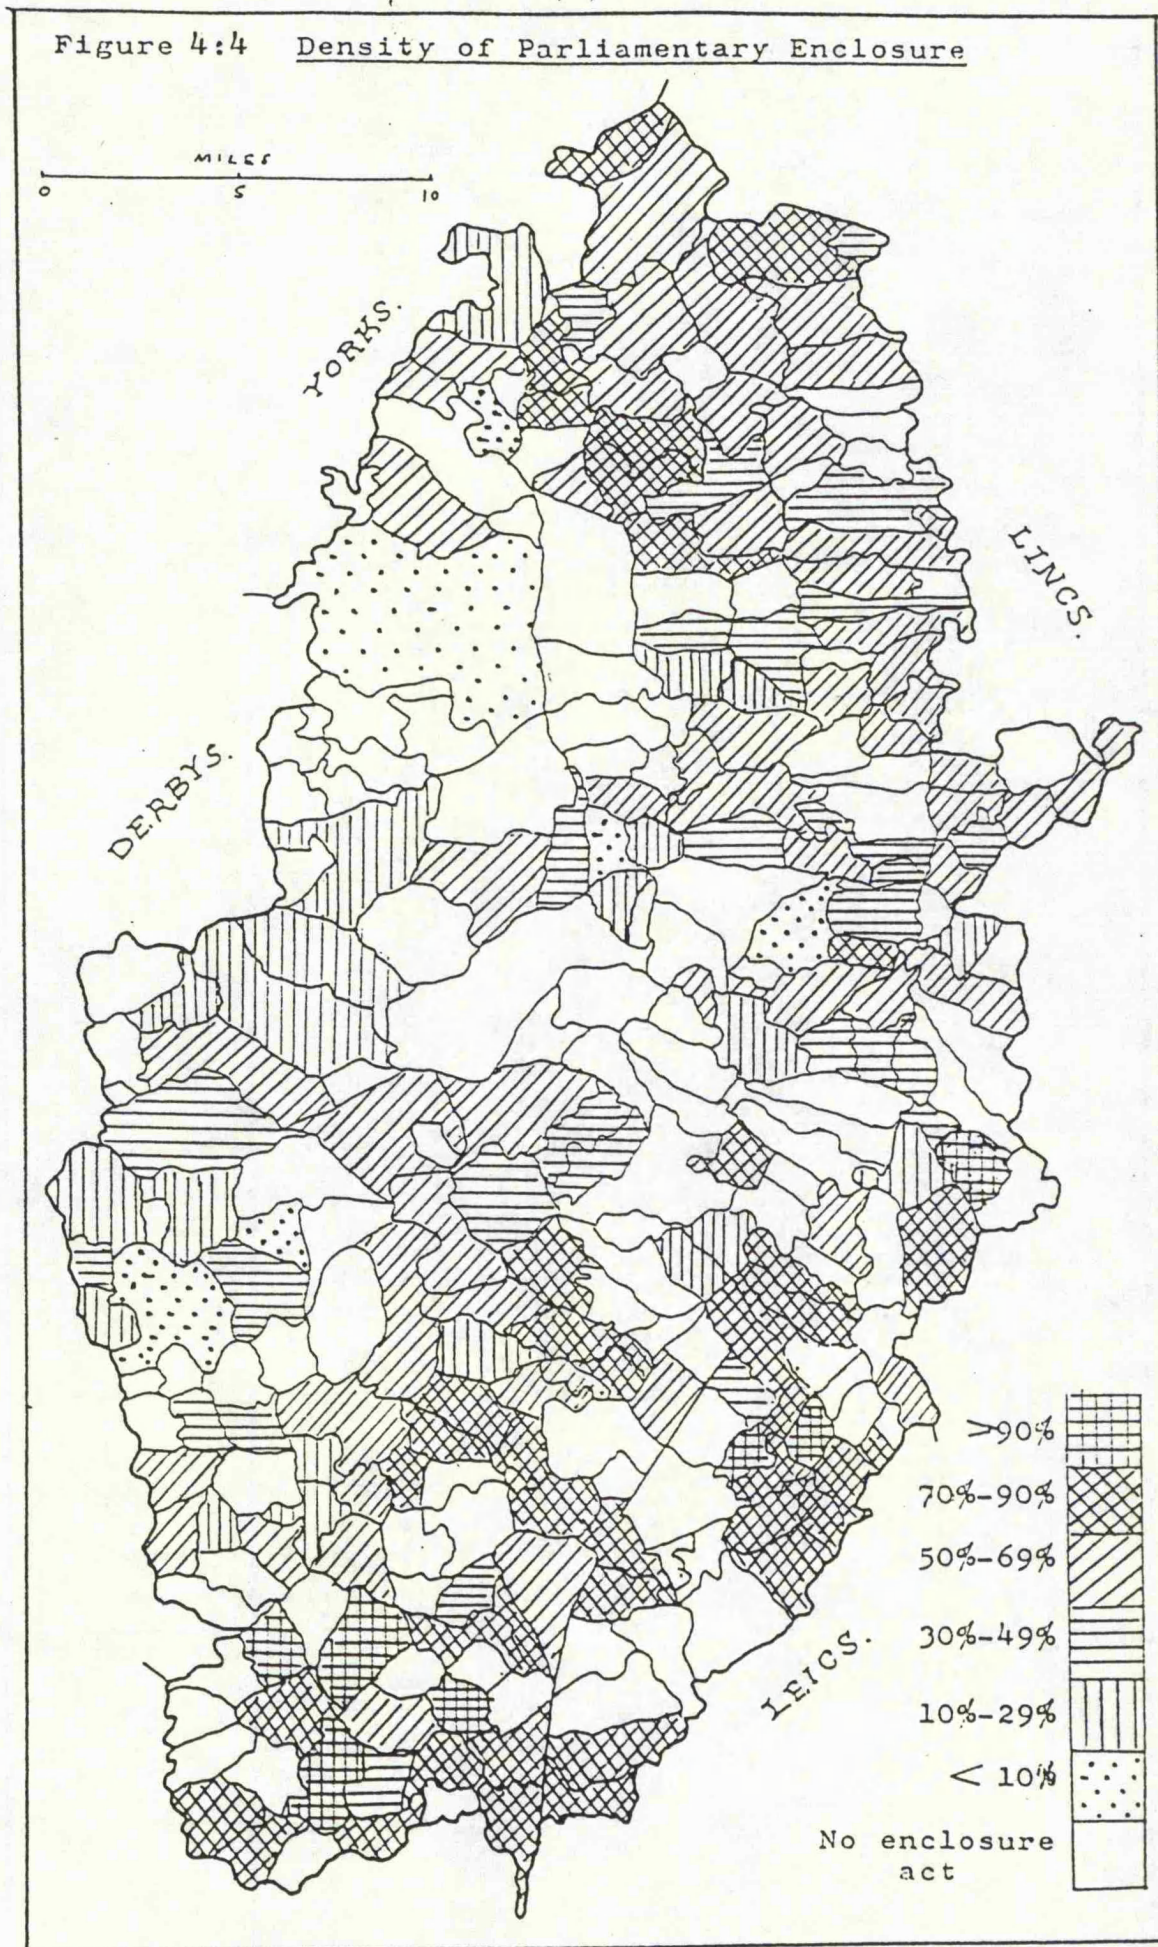 Figure 4:4 Density of Parliamentary Enclosure
MILES
0 5 10
YORKS.
LINCS.
DERBYS.
LEICS.
>90%
70%-90%
50%-69%
30%-49%
10%-29%
< 10%
No enclosure
act